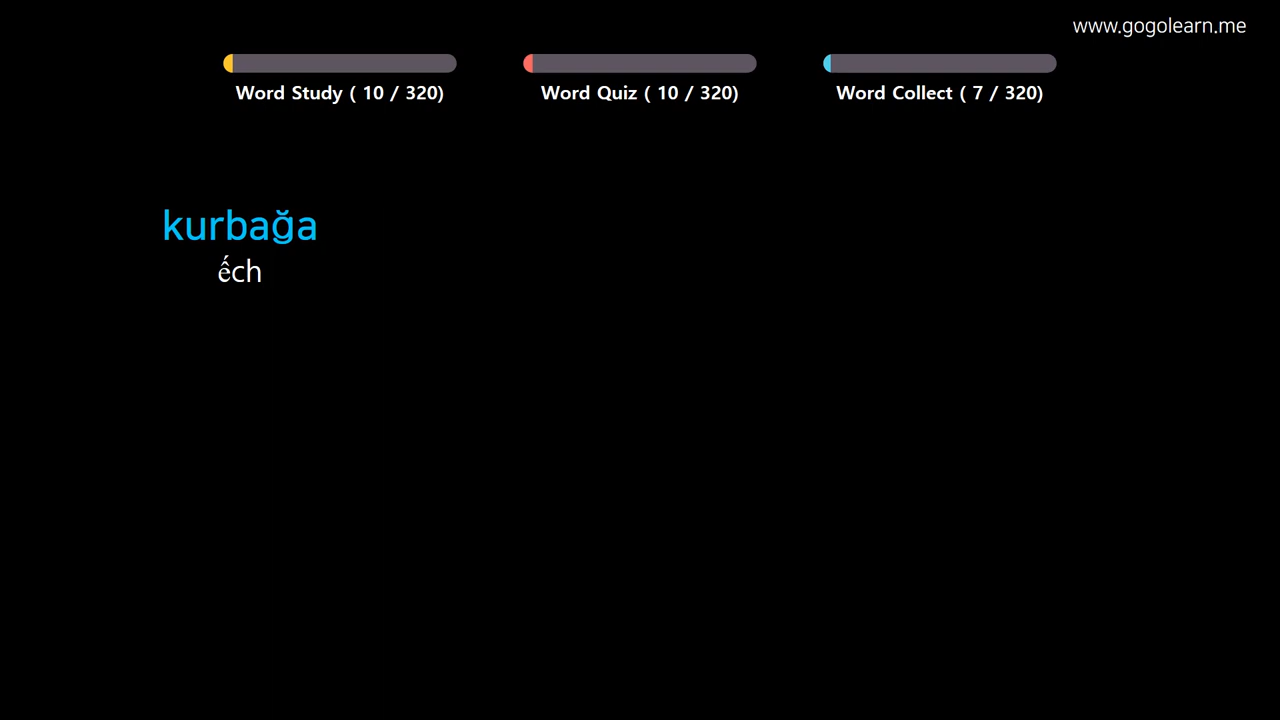 www.gogolearn.me
Word Study ( 10 / 320)
Word Quiz ( 10 / 320)
Word Collect ( 7 / 320)
kurbağa
ếch